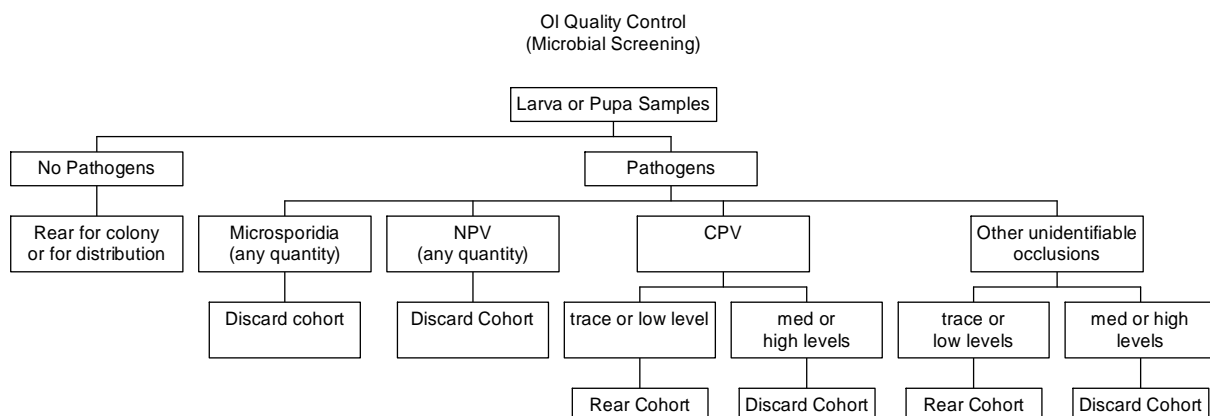 OI Quality Control
(Microbial Screening)
Larva or Pupa Samples
No Pathogens
Pathogens
Rear for colony
or for distribution
Microsporidia
(any quantity)
NPV
(any quantity)
CPV
Other unidentifiable
occlusions
Discard cohort
Discard Cohort
trace or low level
med or
high levels
trace or
low levels
med or high
levels
Rear Cohort
Discard Cohort
Rear Cohort
Discard Cohort